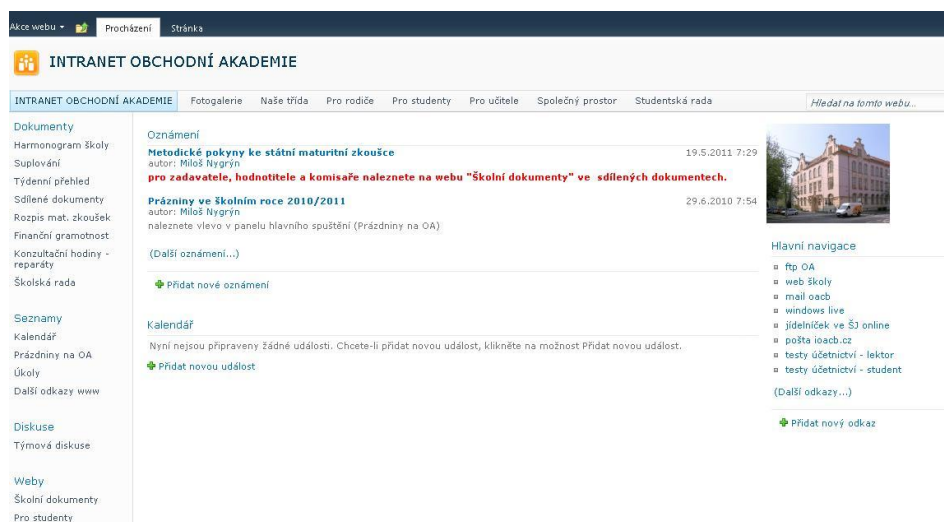 Akce webu
Procházení
Stránka
INTRANET OBCHODNÍ AKADEMIE
INTRANET OBCHODNÍ AKADEMIE
Fotogalerie
Naše třída
Pro rodiče
Pro studenty
Pro učitele
Společný prostor
Studentská rada
Hledat na tomto webu...
Dokumenty
Harmonogram školy
Suplování
Týdenní přehled
Sdílené dokumenty
Rozpis mat. zkoušek
Finanční gramotnost
Konzultační hodiny -
reparáty
Školská rada
Seznamy
Kalendář
Prázdniny na OA
Úkoly
Další odkazy www
Diskuse
Týmová diskuse
Weby
Školní dokumenty
Pro studenty
Oznámení
Metodické pokyny ke státní maturitní zkoušce 19.5.2011 7:29
autor: Miloš Nygrýn
pro zadavatele, hodnotitele a komisaře naleznete na webu "Školní dokumenty" ve sdílených dokumentech.
Prázniny ve školním roce 2010/2011 29.6.2010 7:54
autor: Miloš Nygrýn
naleznete vlevo v panelu hlavního spuštění (Prázdniny na OA)
(Další oznámení...)
Přidat nové oznámení
Kalendář
Nyní nejsou připraveny žádné události. Chcete-li přidat novou událost, klikněte na možnost Přidat novou událost.
Přidat novou událost
Hlavní navigace
ftp OA
web školy
mail oacb
windows live
jídelníček ve ŠJ online
pošta ioacb.cz
testy účetnictví - lektor
testy účetnictví - student
(Další odkazy...)
Přidat nový odkaz